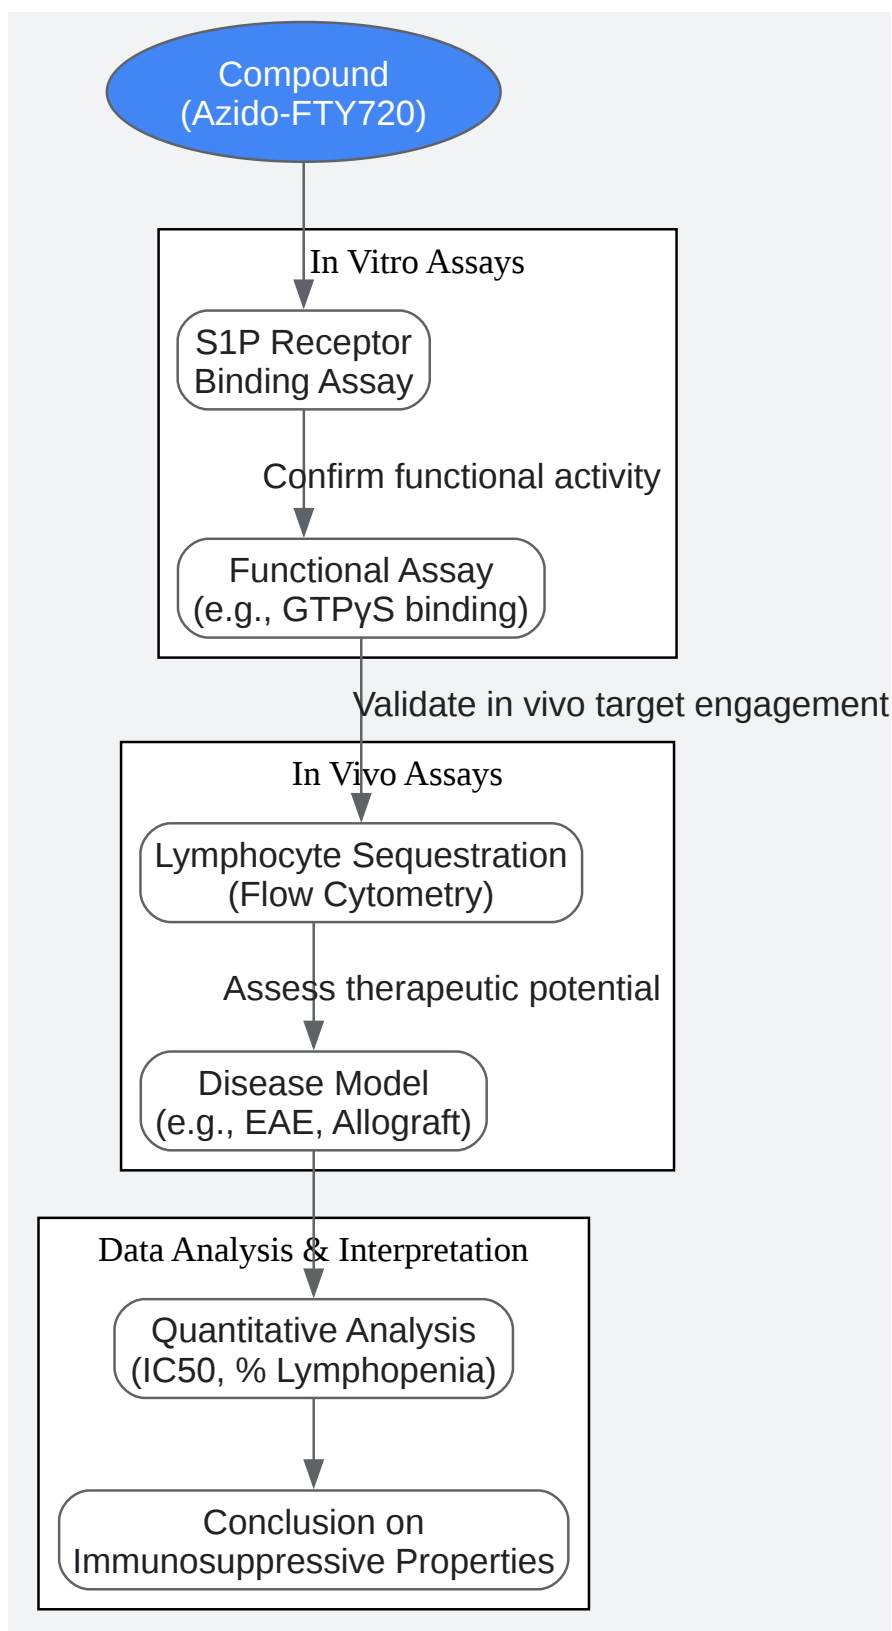 Compound
(Azido-FTY720)
In Vitro Assays
S1P Receptor
Binding Assay
Confirm functional activity
Functional Assay
(e.g., GTPγS binding)
Validate in vivo target engagement
In Vivo Assays
Lymphocyte Sequestration
(Flow Cytometry)
Assess therapeutic potential
Disease Model
(e.g., EAE, Allograft)
Data Analysis & Interpretation
Quantitative Analysis
(IC50, % Lymphopenia)
Conclusion on
Immunosuppressive Properties